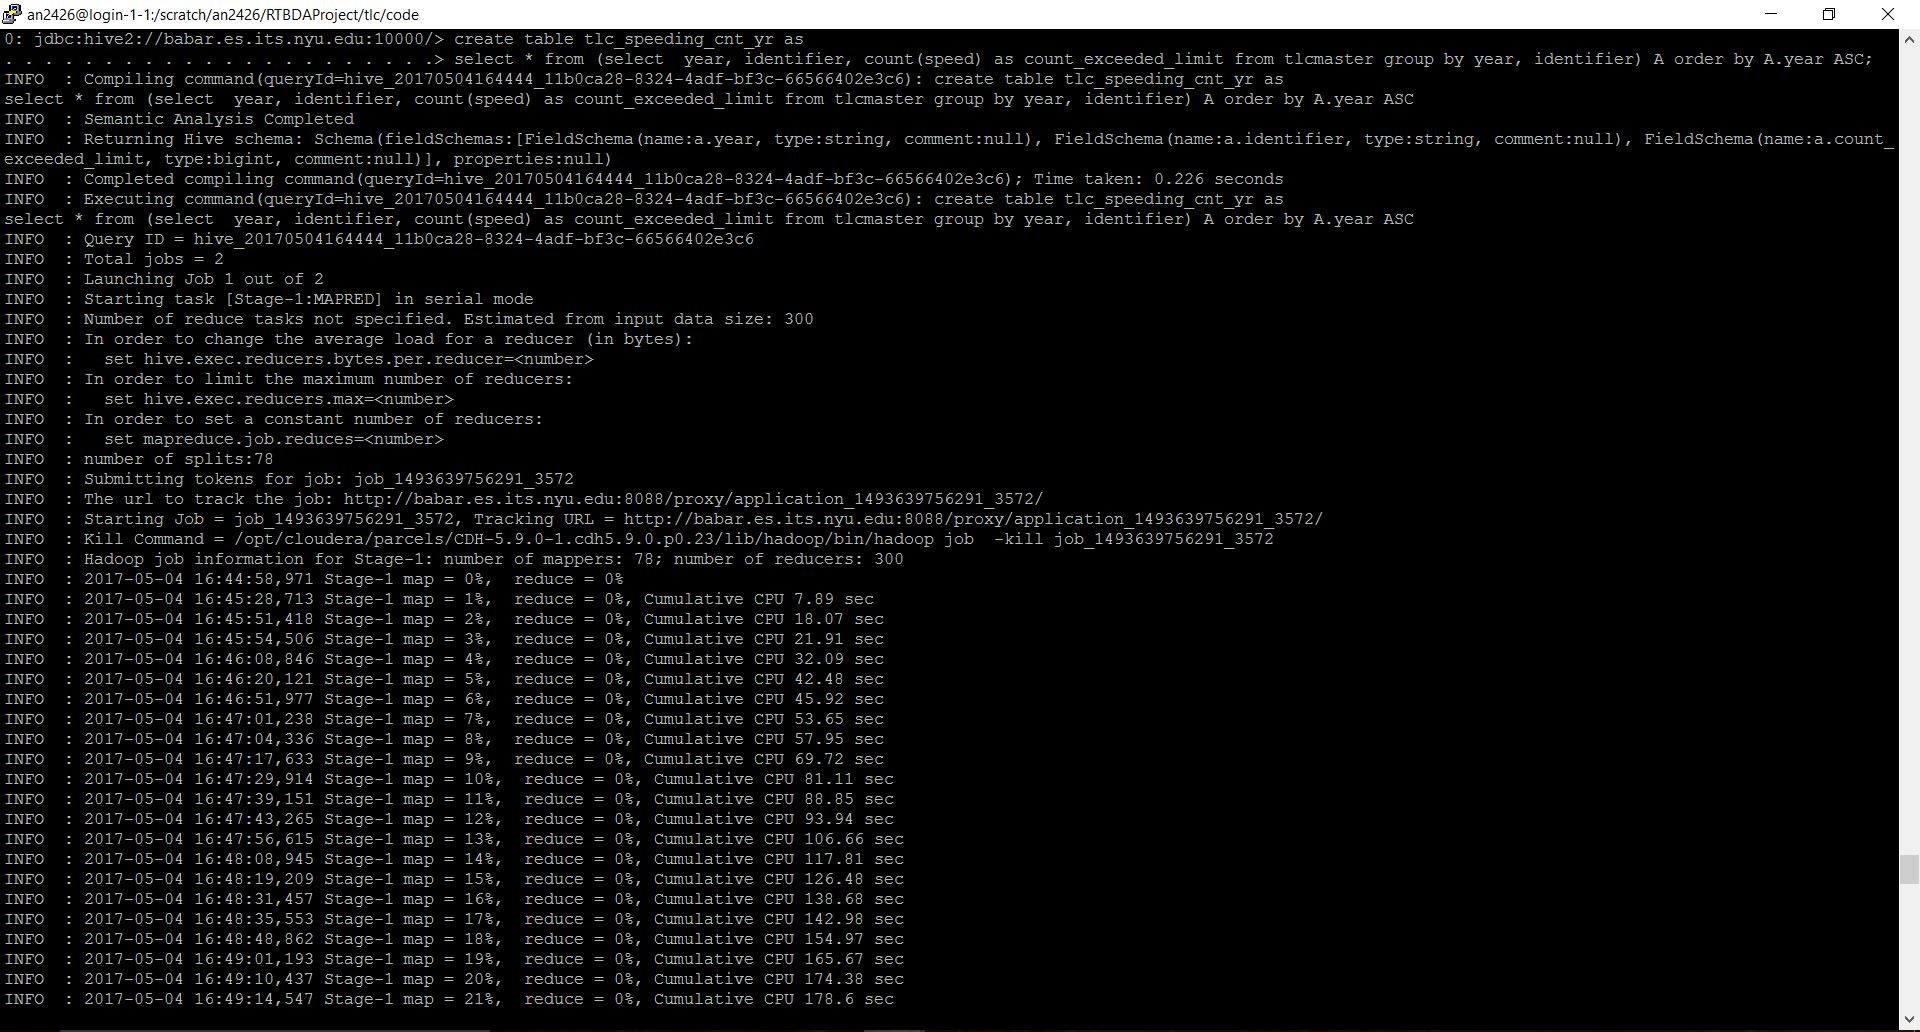 an2426@login-1-1:/scratch/an2426/RTBDAProject/tlc/code
0: jdbc:hive2://babar.es.its.nyu.edu:10000/> create table tlc_speeding_cnt_yr as
. . . . . . . . . . . . . . . . . . . . . .> select * from (select  year, identifier, count(speed) as count_exceeded_limit from tlcmaster group by year, identifier) A order by A.year ASC;
INFO  : Compiling command(queryId=hive_20170504164444_11b0ca28-8324-4adf-bf3c-66566402e3c6): create table tlc_speeding_cnt_yr as
select * from (select  year, identifier, count(speed) as count_exceeded_limit from tlcmaster group by year, identifier) A order by A.year ASC
INFO  : Semantic Analysis Completed
INFO  : Returning Hive schema: Schema(fieldSchemas:[FieldSchema(name:a.year, type:string, comment:null), FieldSchema(name:a.identifier, type:string, comment:null), FieldSchema(name:a.count_
exceeded_limit, type:bigint, comment:null)], properties:null)
INFO  : Completed compiling command(queryId=hive_20170504164444_11b0ca28-8324-4adf-bf3c-66566402e3c6); Time taken: 0.226 seconds
INFO  : Executing command(queryId=hive_20170504164444_11b0ca28-8324-4adf-bf3c-66566402e3c6): create table tlc_speeding_cnt_yr as
select * from (select  year, identifier, count(speed) as count_exceeded_limit from tlcmaster group by year, identifier) A order by A.year ASC
INFO  : Query ID = hive_20170504164444_11b0ca28-8324-4adf-bf3c-66566402e3c6
INFO  : Total jobs = 2
INFO  : Launching Job 1 out of 2
INFO  : Starting task [Stage-1:MAPRED] in serial mode
INFO  : Number of reduce tasks not specified. Estimated from input data size: 300
INFO  : In order to change the average load for a reducer (in bytes):
INFO  :   set hive.exec.reducers.bytes.per.reducer=<number>
INFO  : In order to limit the maximum number of reducers:
INFO  :   set hive.exec.reducers.max=<number>
INFO  : In order to set a constant number of reducers:
INFO  :   set mapreduce.job.reduces=<number>
INFO  : number of splits:78
INFO  : Submitting tokens for job: job_1493639756291_3572
INFO  : The url to track the job: http://babar.es.its.nyu.edu:8088/proxy/application_1493639756291_3572/
INFO  : Starting Job = job_1493639756291_3572, Tracking URL = http://babar.es.its.nyu.edu:8088/proxy/application_1493639756291_3572/
INFO  : Kill Command = /opt/cloudera/parcels/CDH-5.9.0-1.cdh5.9.0.p0.23/lib/hadoop/bin/hadoop job  -kill job_1493639756291_3572
INFO  : Hadoop job information for Stage-1: number of mappers: 78; number of reducers: 300
INFO  : 2017-05-04 16:44:58,971 Stage-1 map = 0%,  reduce = 0%
INFO  : 2017-05-04 16:45:28,713 Stage-1 map = 1%,  reduce = 0%, Cumulative CPU 7.89 sec
INFO  : 2017-05-04 16:45:51,418 Stage-1 map = 2%,  reduce = 0%, Cumulative CPU 18.07 sec
INFO  : 2017-05-04 16:45:54,506 Stage-1 map = 3%,  reduce = 0%, Cumulative CPU 21.91 sec
INFO  : 2017-05-04 16:46:08,846 Stage-1 map = 4%,  reduce = 0%, Cumulative CPU 32.09 sec
INFO  : 2017-05-04 16:46:20,121 Stage-1 map = 5%,  reduce = 0%, Cumulative CPU 42.48 sec
INFO  : 2017-05-04 16:46:51,977 Stage-1 map = 6%,  reduce = 0%, Cumulative CPU 45.92 sec
INFO  : 2017-05-04 16:47:01,238 Stage-1 map = 7%,  reduce = 0%, Cumulative CPU 53.65 sec
INFO  : 2017-05-04 16:47:04,336 Stage-1 map = 8%,  reduce = 0%, Cumulative CPU 57.95 sec
INFO  : 2017-05-04 16:47:17,633 Stage-1 map = 9%,  reduce = 0%, Cumulative CPU 69.72 sec
INFO  : 2017-05-04 16:47:29,914 Stage-1 map = 10%,  reduce = 0%, Cumulative CPU 81.11 sec
INFO  : 2017-05-04 16:47:39,151 Stage-1 map = 11%,  reduce = 0%, Cumulative CPU 88.85 sec
INFO  : 2017-05-04 16:47:43,265 Stage-1 map = 12%,  reduce = 0%, Cumulative CPU 93.94 sec
INFO  : 2017-05-04 16:47:56,615 Stage-1 map = 13%,  reduce = 0%, Cumulative CPU 106.66 sec
INFO  : 2017-05-04 16:48:08,945 Stage-1 map = 14%,  reduce = 0%, Cumulative CPU 117.81 sec
INFO  : 2017-05-04 16:48:19,209 Stage-1 map = 15%,  reduce = 0%, Cumulative CPU 126.48 sec
INFO  : 2017-05-04 16:48:31,457 Stage-1 map = 16%,  reduce = 0%, Cumulative CPU 138.68 sec
INFO  : 2017-05-04 16:48:35,553 Stage-1 map = 17%,  reduce = 0%, Cumulative CPU 142.98 sec
INFO  : 2017-05-04 16:48:48,862 Stage-1 map = 18%,  reduce = 0%, Cumulative CPU 154.97 sec
INFO  : 2017-05-04 16:49:01,193 Stage-1 map = 19%,  reduce = 0%, Cumulative CPU 165.67 sec
INFO  : 2017-05-04 16:49:10,437 Stage-1 map = 20%,  reduce = 0%, Cumulative CPU 174.38 sec
INFO  : 2017-05-04 16:49:14,547 Stage-1 map = 21%,  reduce = 0%, Cumulative CPU 178.6 sec